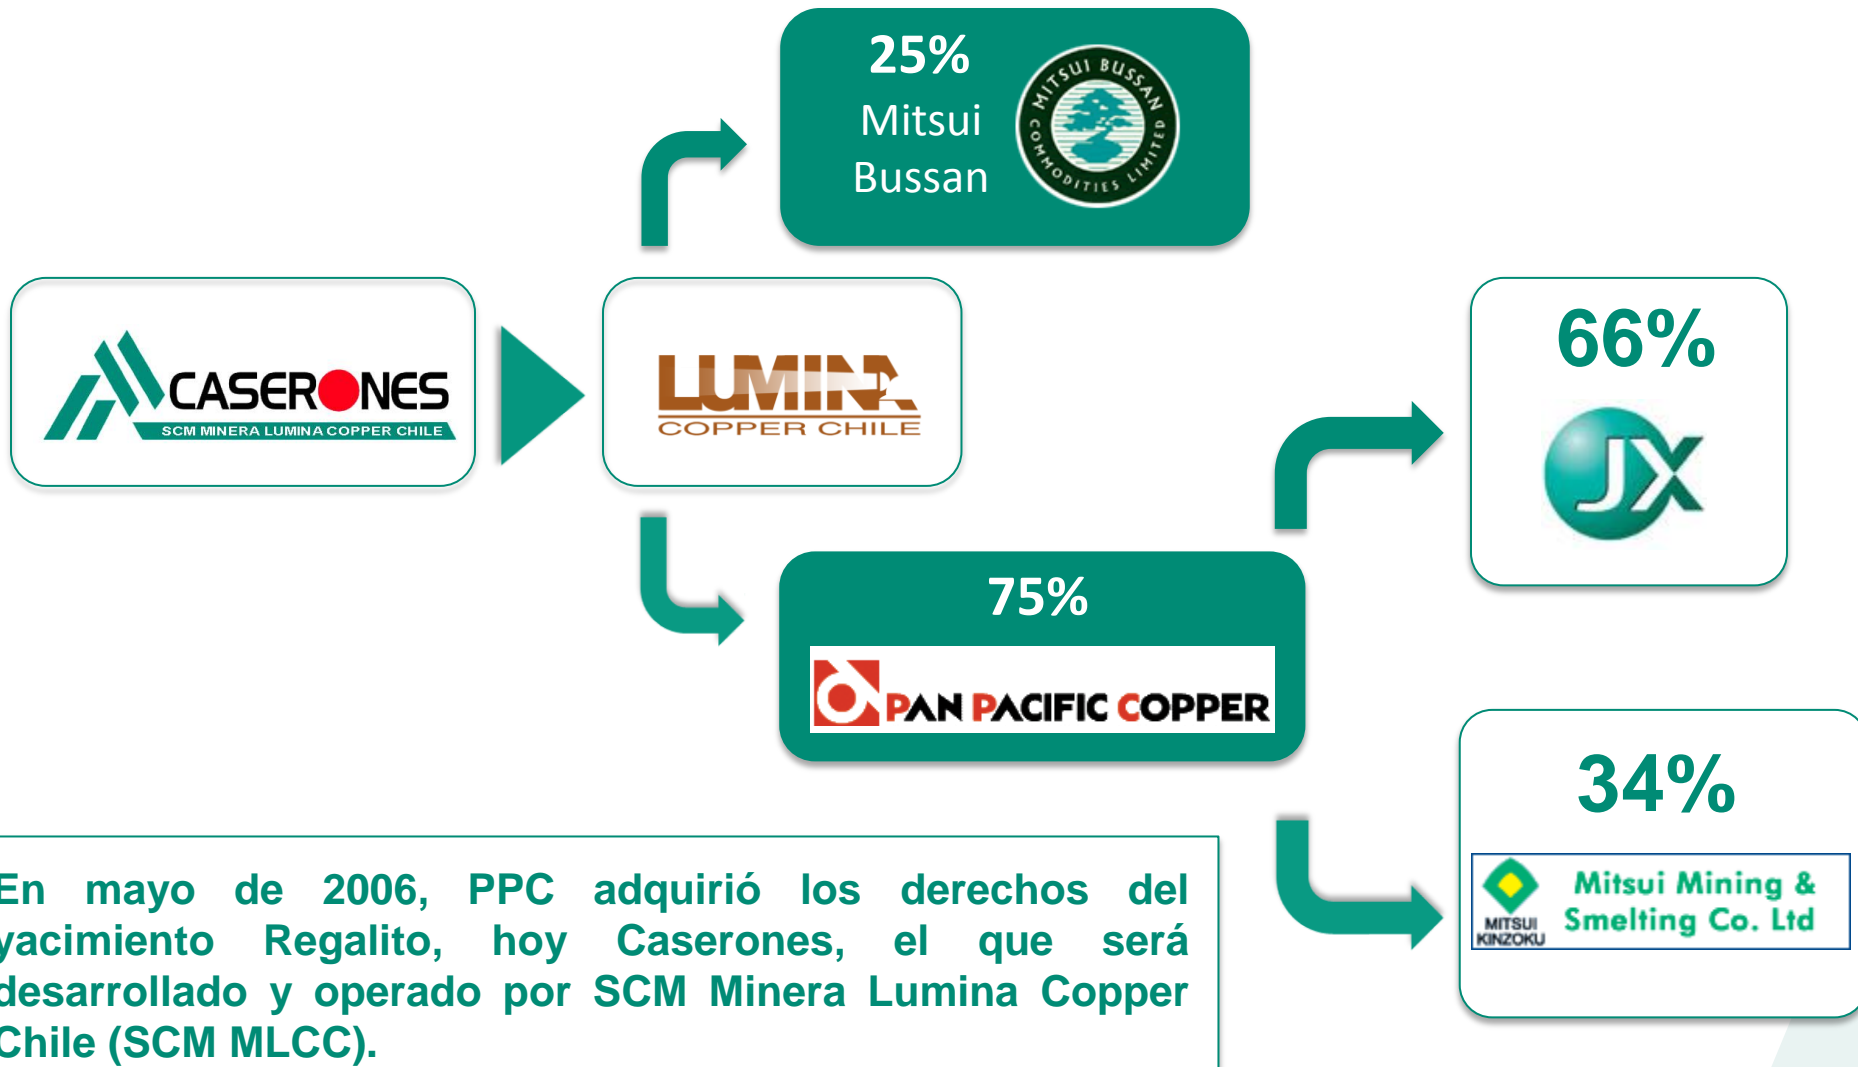 25%
Mitsui
Bussan
MITSUI BUSSAN
COMMODITIES LIMITED
CASERONES
SCM MINERA LUMINA COPPER CHILE
LUMINA
COPPER CHILE
66%
JX
75%
PAN PACIFIC COPPER
34%
MITSUI
KINZOKU
Mitsui Mining &
Smelting Co. Ltd
En mayo de 2006, PPC adquirió los derechos del
yacimiento Regalito, hoy Caserones, el que será
desarrollado y operado por SCM Minera Lumina Copper
Chile (SCM MLCC).